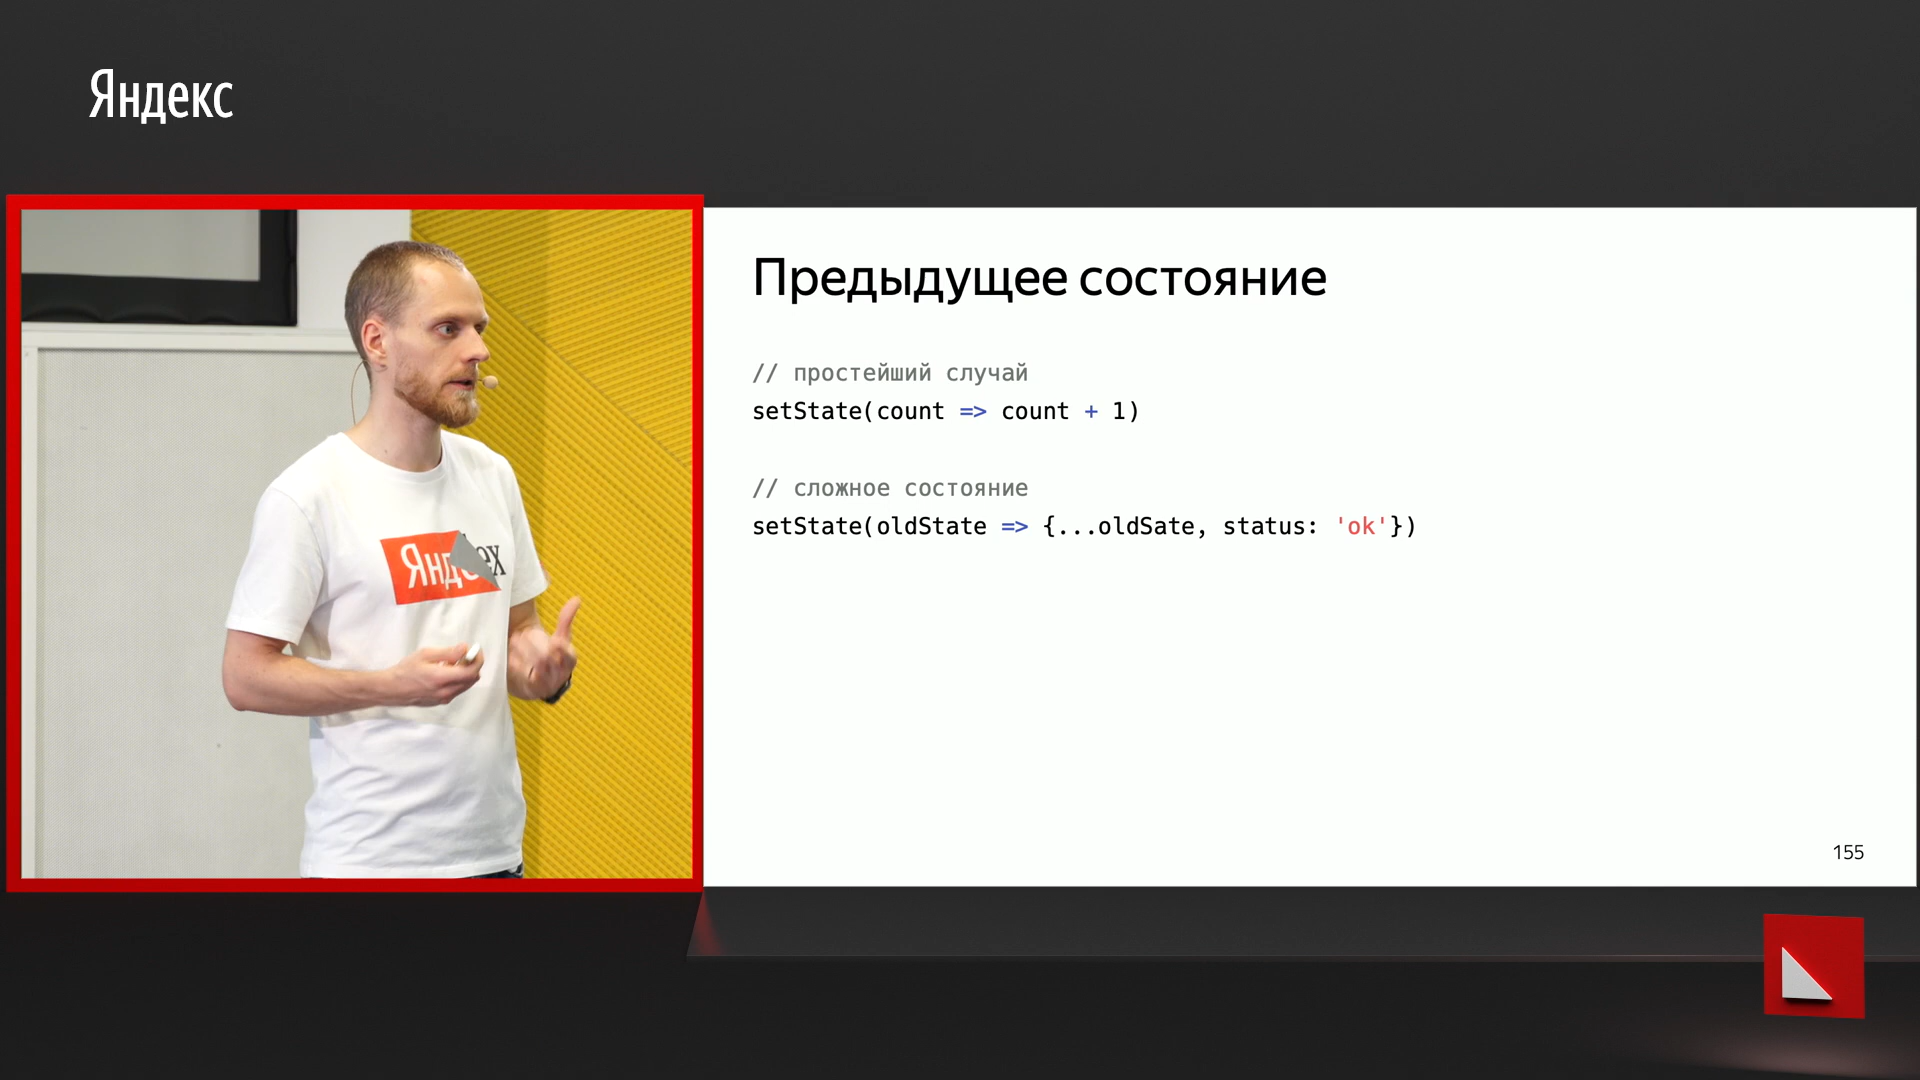 Яндекс
Предыдущее состояние
// простейший случай
setState(count => count + 1)
// сложное состояние
setState(oldState => {...oldSate, status: 'ok'})
155